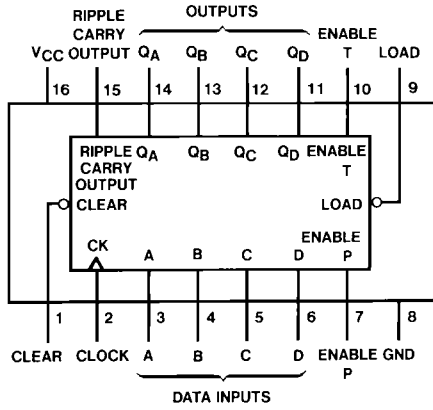 RIPPLE OUTPUTS
CARRY ENABLE
VCC OUTPUT QA QB QC QD T LOAD
16 15 14 13 12 11 10 9
RIPPLE QA QB QC QD ENABLE
CARRY T
OUTPUT
CLEAR LOAD
CK ENABLE
A B C D P
1 2 3 4 5 6 7 8
CLEAR CLOCK A B C D ENABLE GND
P
DATA INPUTS